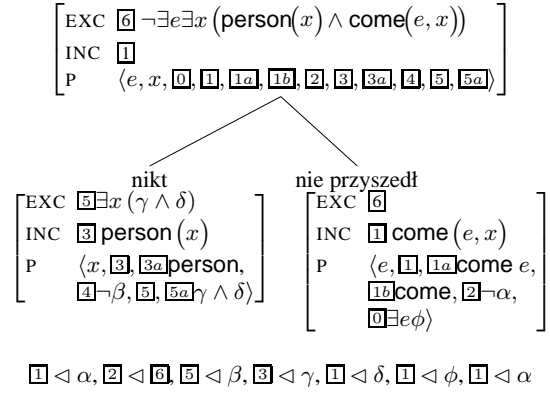 EXC [6] ¬∃e∃x (person(x) ∧ come(e, x))
INC [1]
P ⟨e, x, [0], [1], [1a], [1b], [2], [3], [3a], [4], [5], [5a]⟩
nikt
EXC [5]∃x (γ ∧ δ)
INC [3] person(x)
P ⟨x, [3], [3a]person,
[4]¬β, [5], [5a]γ ∧ δ⟩
nie przyszedł
EXC [6]
INC [1] come(e, x)
P ⟨e, [1], [1a]come e,
[1b]come, [2]¬α,
[0]∃eϕ⟩
[1] ◁ α, [2] ◁ [6], [5] ◁ β, [3] ◁ γ, [1] ◁ δ, [1] ◁ ϕ, [1] ◁ α